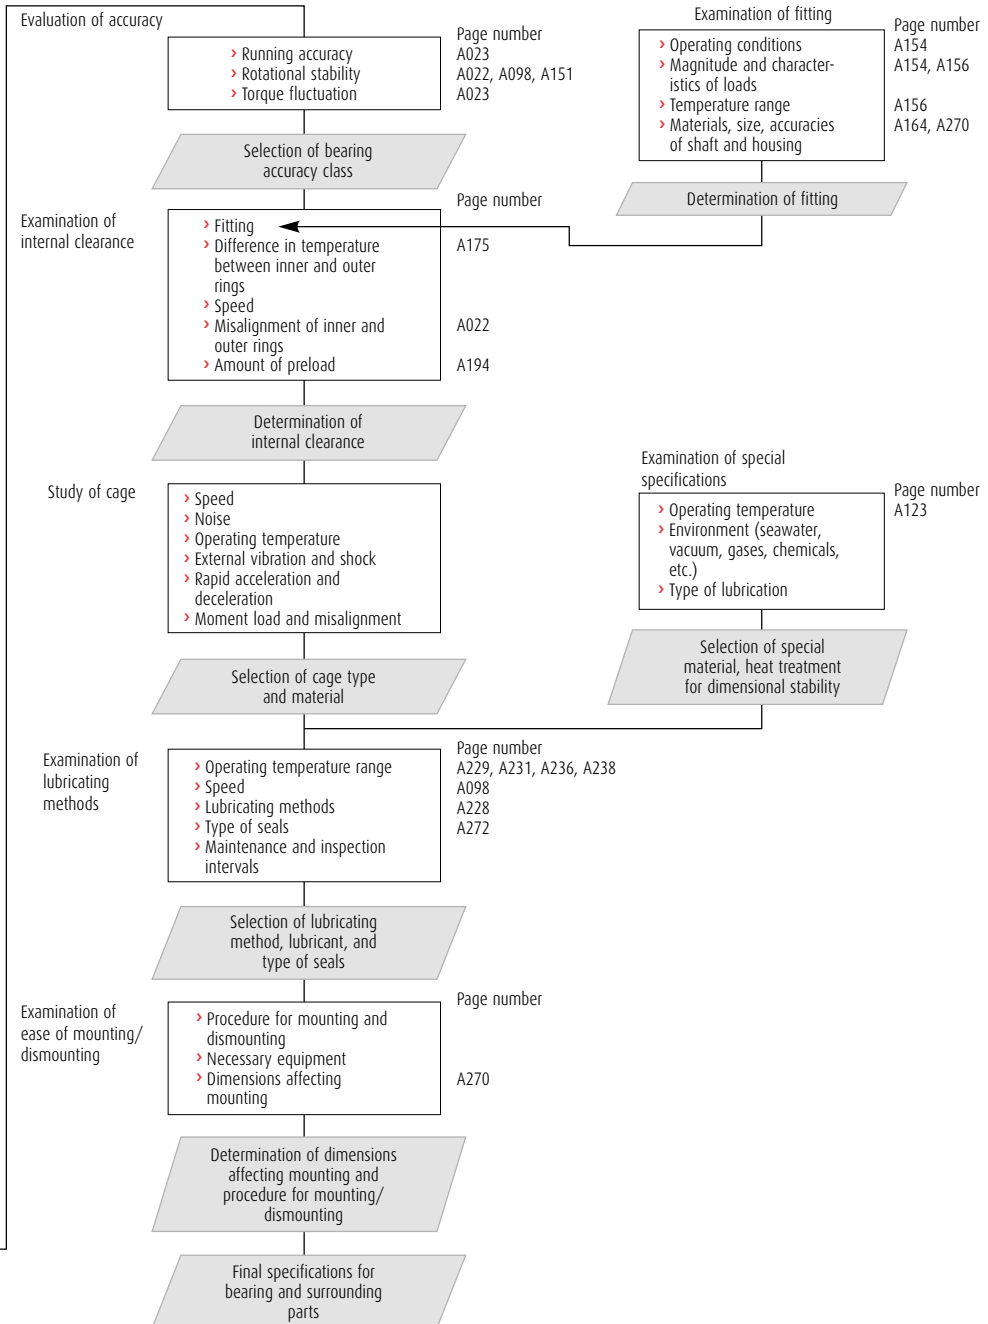 Evaluation of accuracy
Page number
› Running accuracy
A023
› Rotational stability
A022, A098, A151
› Torque fluctuation
A023
Selection of bearing
accuracy class
Examination of fitting
Page number
› Operating conditions
A154
› Magnitude and character-
istics of loads
A154, A156
› Temperature range
A156
› Materials, size, accuracies
of shaft and housing
A164, A270
Determination of fitting
Examination of
internal clearance
Page number
› Fitting
› Difference in temperature
between inner and outer
rings
A175
› Speed
› Misalignment of inner and
outer rings
A022
› Amount of preload
A194
Determination of
internal clearance
Study of cage
› Speed
› Noise
› Operating temperature
› External vibration and shock
› Rapid acceleration and
deceleration
› Moment load and misalignment
Selection of cage type
and material
Examination of special
specifications
Page number
› Operating temperature
A123
› Environment (seawater,
vacuum, gases, chemicals,
etc.)
› Type of lubrication
Selection of special
material, heat treatment
for dimensional stability
Examination of
lubricating
methods
Page number
› Operating temperature range
A229, A231, A236, A238
› Speed
A098
› Lubricating methods
A228
› Type of seals
A272
› Maintenance and inspection
intervals
Selection of lubricating
method, lubricant, and
type of seals
Examination of
ease of mounting/
dismounting
Page number
› Procedure for mounting and
dismounting
› Necessary equipment
› Dimensions affecting
mounting
A270
Determination of dimensions
affecting mounting and
procedure for mounting/
dismounting
Final specifications for
bearing and surrounding
parts